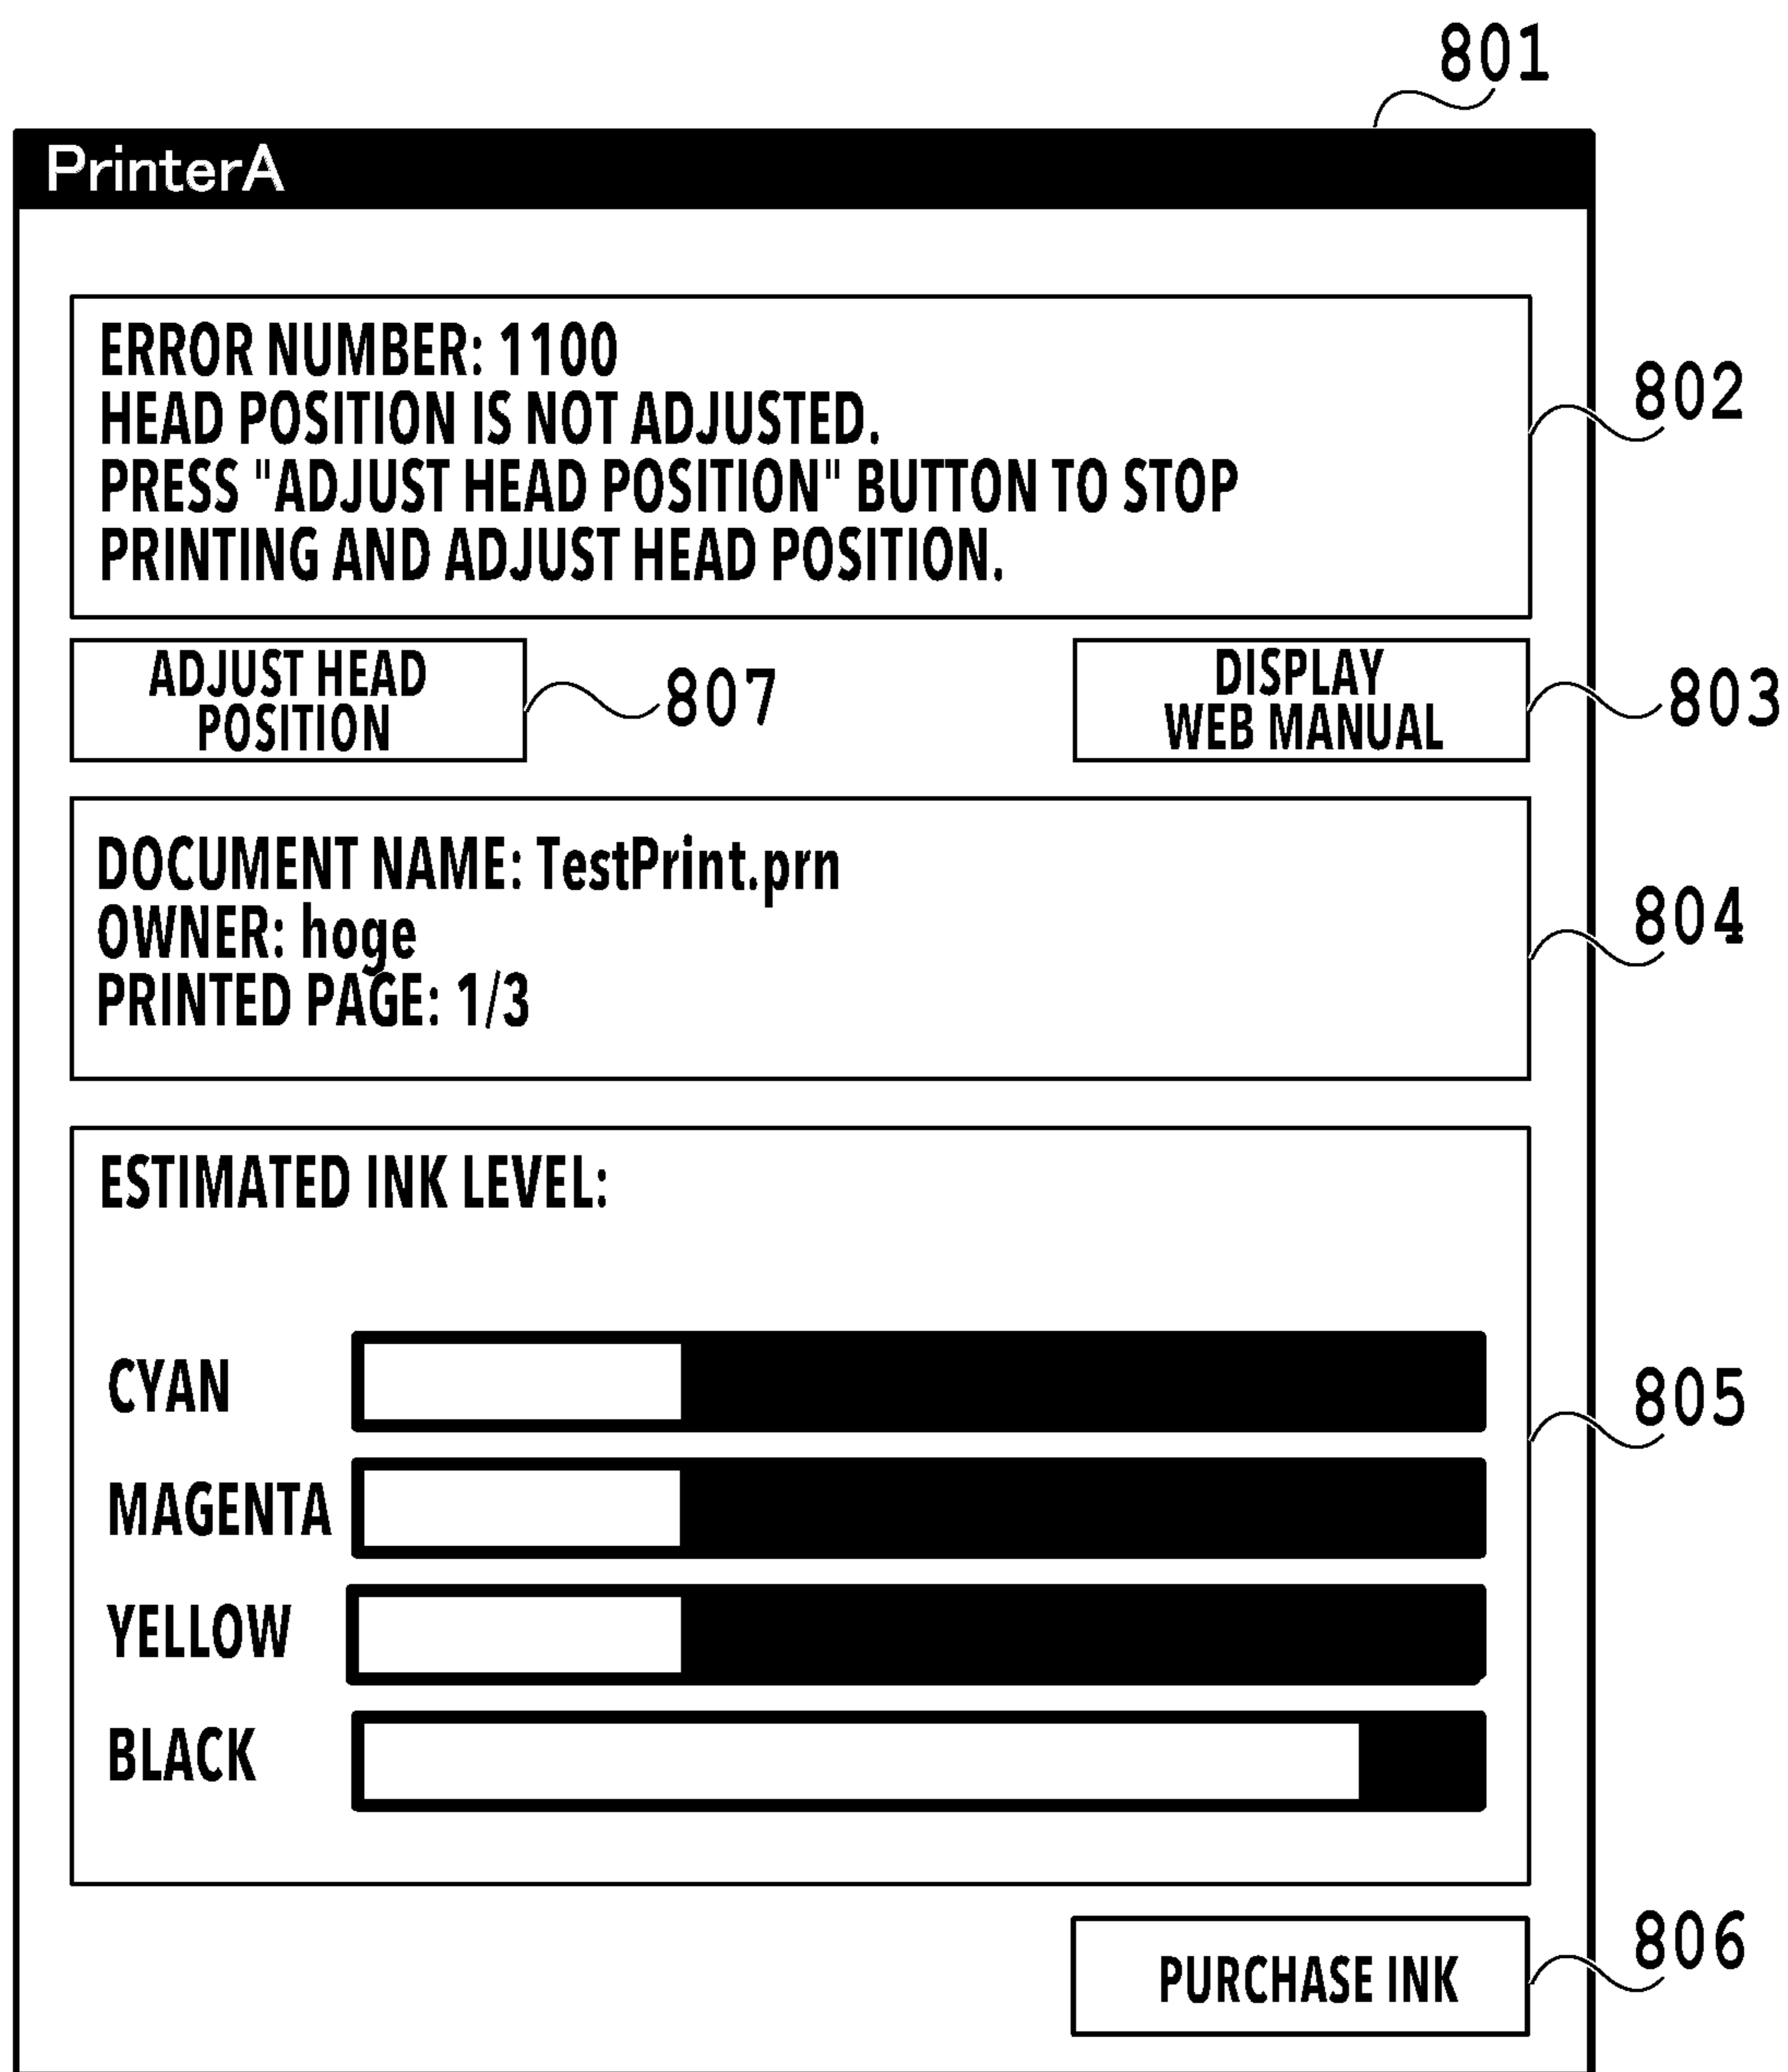 801
PrinterA
ERROR NUMBER: 1100
HEAD POSITION IS NOT ADJUSTED.
PRESS "ADJUST HEAD POSITION" BUTTON TO STOP
PRINTING AND ADJUST HEAD POSITION.
802
ADJUST HEAD
POSITION
807
DISPLAY
WEB MANUAL
803
DOCUMENT NAME: TestPrint.prn
OWNER: hoge
PRINTED PAGE: 1/3
804
ESTIMATED INK LEVEL:
CYAN
805
MAGENTA
YELLOW
BLACK
PURCHASE INK
806